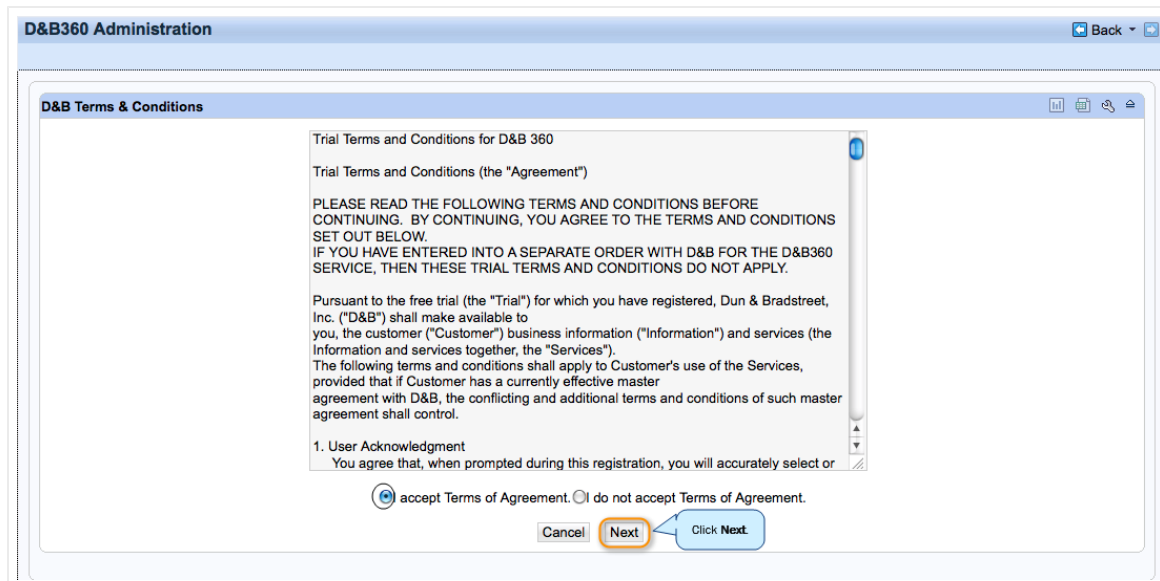 D&B360 Administration
Back
D&B Terms & Conditions
Trial Terms and Conditions for D&B 360
Trial Terms and Conditions (the "Agreement")
PLEASE READ THE FOLLOWING TERMS AND CONDITIONS BEFORE
CONTINUING.  BY CONTINUING, YOU AGREE TO THE TERMS AND CONDITIONS
SET OUT BELOW.
IF YOU HAVE ENTERED INTO A SEPARATE ORDER WITH D&B FOR THE D&B360
SERVICE, THEN THESE TRIAL TERMS AND CONDITIONS DO NOT APPLY.
Pursuant to the free trial (the "Trial") for which you have registered, Dun & Bradstreet,
Inc. ("D&B") shall make available to
you, the customer ("Customer") business information ("Information") and services (the
Information and services together, the "Services").
The following terms and conditions shall apply to Customer's use of the Services,
provided that if Customer has a currently effective master
agreement with D&B, the conflicting and additional terms and conditions of such master
agreement shall control.
1. User Acknowledgment
You agree that, when prompted during this registration, you will accurately select or
I accept Terms of Agreement. I do not accept Terms of Agreement.
Cancel Next Click Next.